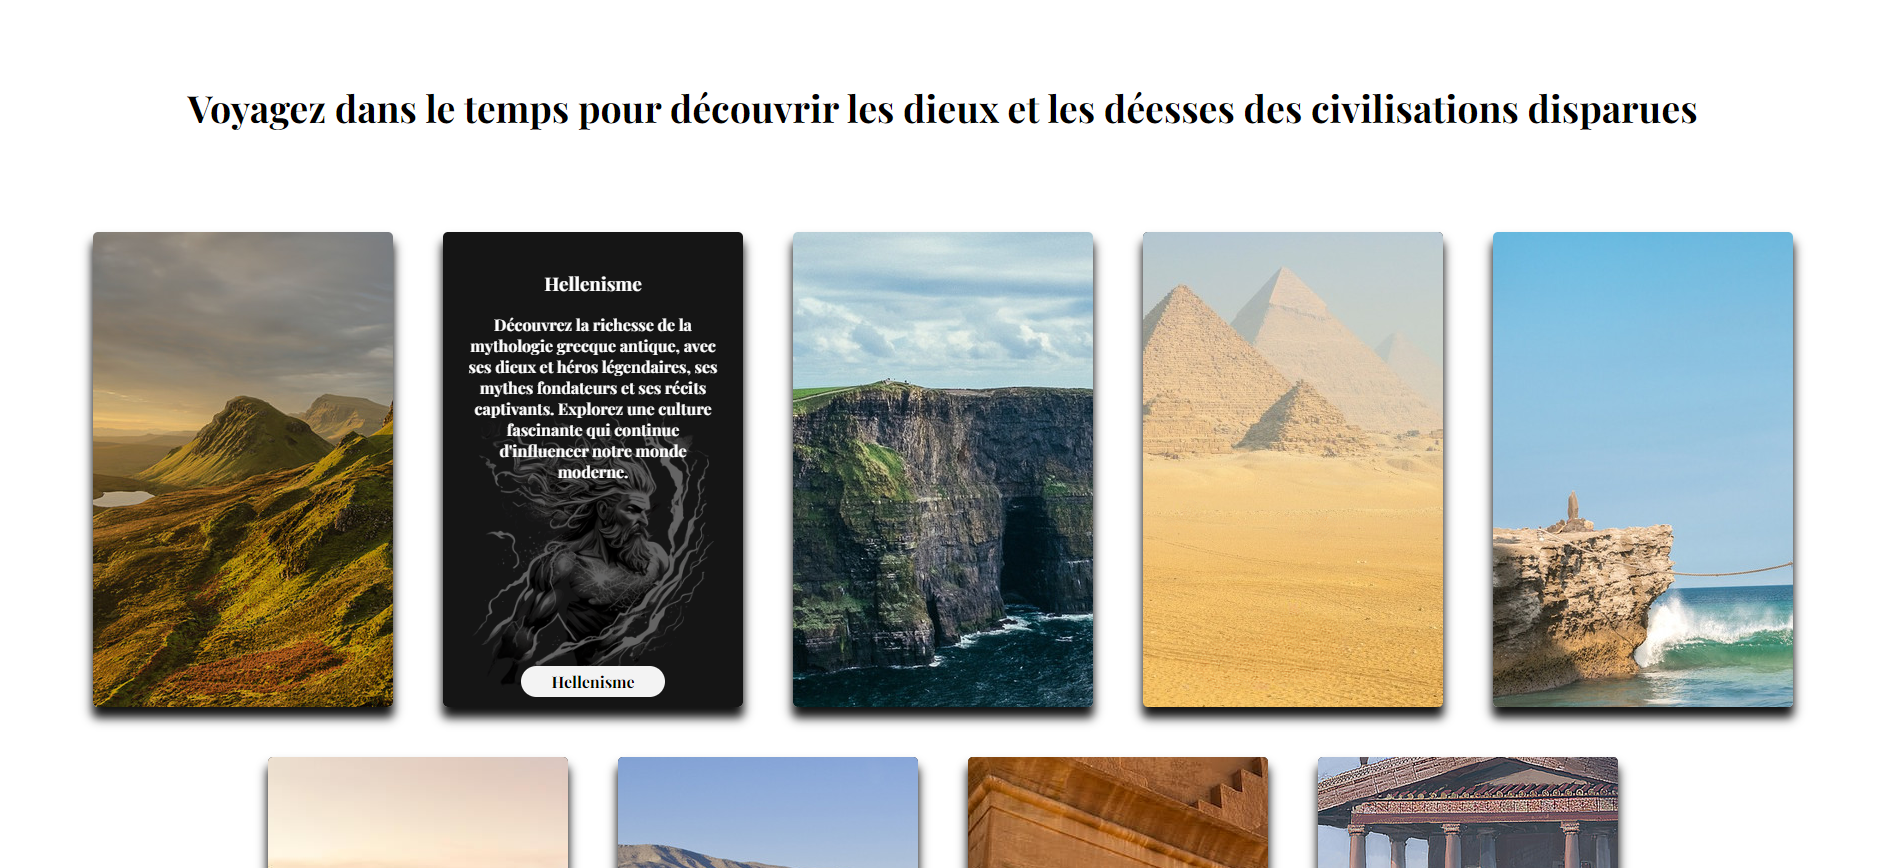 Voyagez dans le temps pour découvrir les dieux et les déesses des civilisations disparues
Hellenisme
Découvrez la richesse de la
mythologie grecque antique, avec
ses dieux et héros légendaires, ses
mythes fondateurs et ses récits
captivants. Explorez une culture
fascinante qui continue
d'influencer notre monde
moderne.
Hellenisme